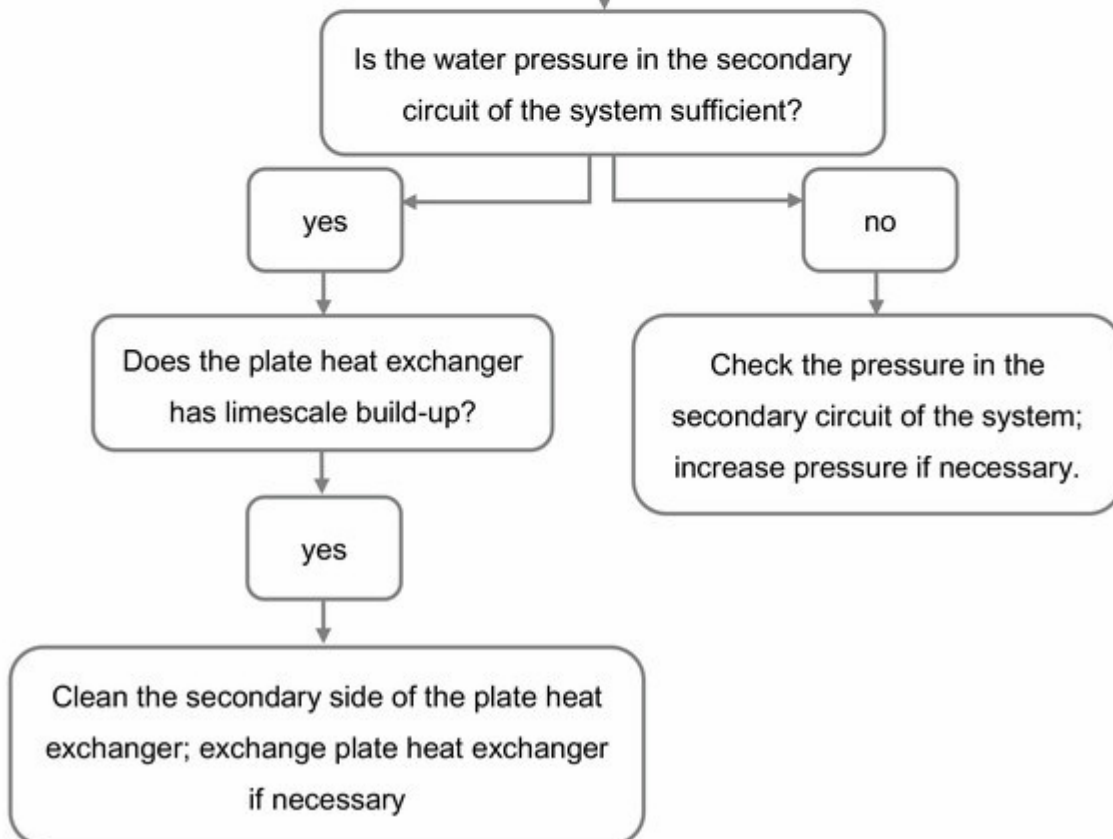 Is the water pressure in the secondary
circuit of the system sufficient?
yes
no
Does the plate heat exchanger
has limescale build-up?
Check the pressure in the
secondary circuit of the system;
increase pressure if necessary.
yes
Clean the secondary side of the plate heat
exchanger; exchange plate heat exchanger
if necessary